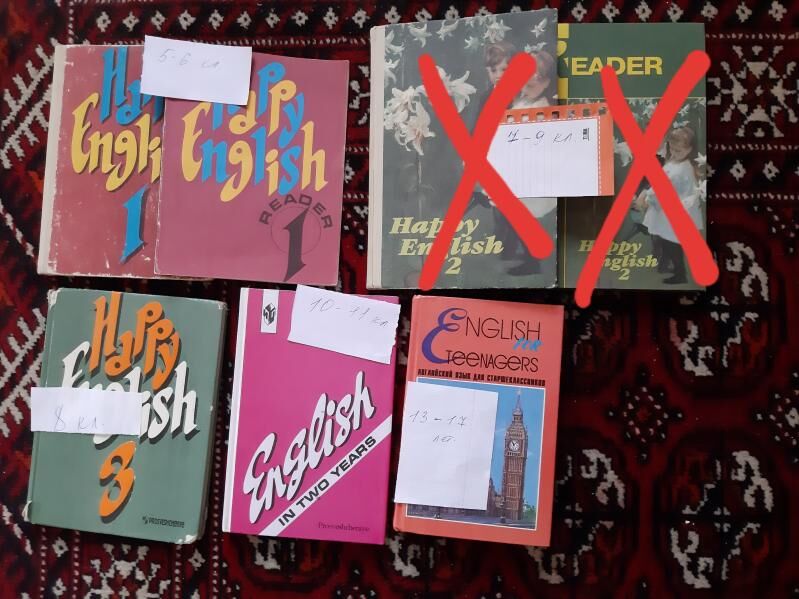 5-6 кл
Happy
English
1
Happy
English
READER
1
Happy
English
2
READER
7-9 кл.
Happy
English
2
Happy
English
3
8 кл.
PROSVESHCHENIYE
10-11 кл.
English
IN TWO YEARS
Prosveshcheniye
ENGLISH
FOR
TEENAGERS
АНГЛИЙСКИЙ ЯЗЫК ДЛЯ СТАРШЕКЛАССНИКОВ
13-17
лет.